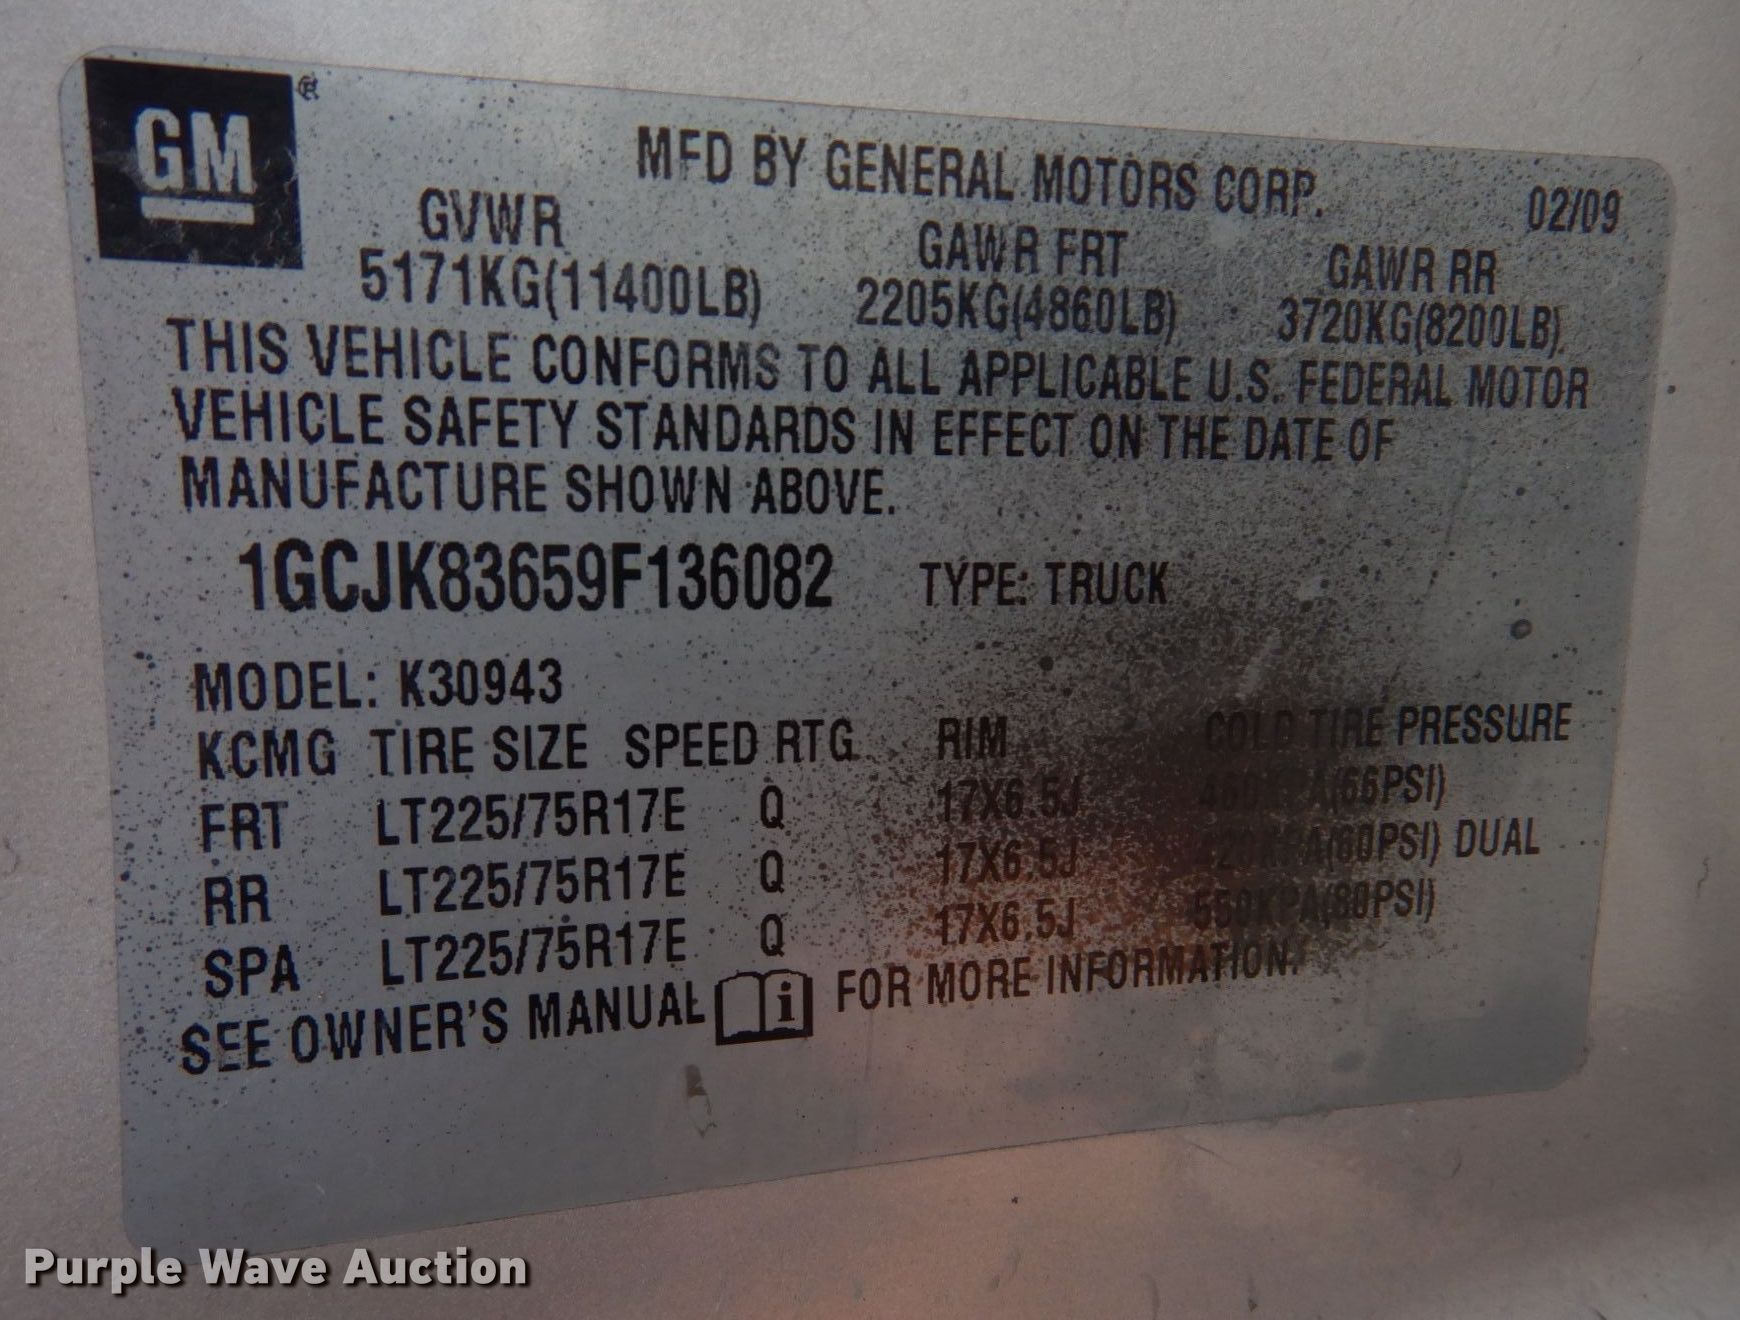 GM ®
MFD BY GENERAL MOTORS CORP. 02/09
GVWR GAWR FRT GAWR RR
5171KG(11400LB) 2205KG(4860LB) 3720KG(8200LB)
THIS VEHICLE CONFORMS TO ALL APPLICABLE U.S. FEDERAL MOTOR
VEHICLE SAFETY STANDARDS IN EFFECT ON THE DATE OF
MANUFACTURE SHOWN ABOVE.
1GCJK83659F136082 TYPE: TRUCK
MODEL: K30943
KCMG TIRE SIZE SPEED RTG RIM COLD TIRE PRESSURE
FRT LT225/75R17E Q 17X6.5J (66PSI)
RR LT225/75R17E Q 17X6.5J 420KPA(60PSI) DUAL
SPA LT225/75R17E Q 17X6.5J 550KPA(80PSI)
SEE OWNER'S MANUAL i FOR MORE INFORMATION.
Purple Wave Auction